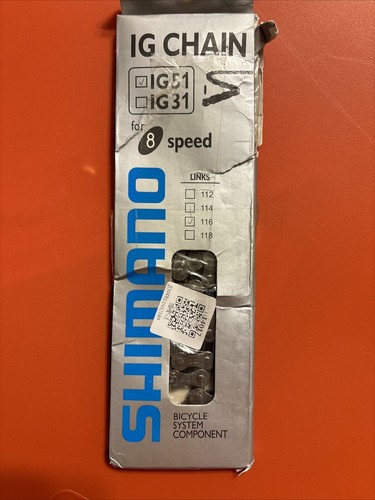 IG CHAIN
IG51
IG31
for 8 speed
LINKS
112
114
116
118
SHIMANO
BICYCLE
SYSTEM
COMPONENT